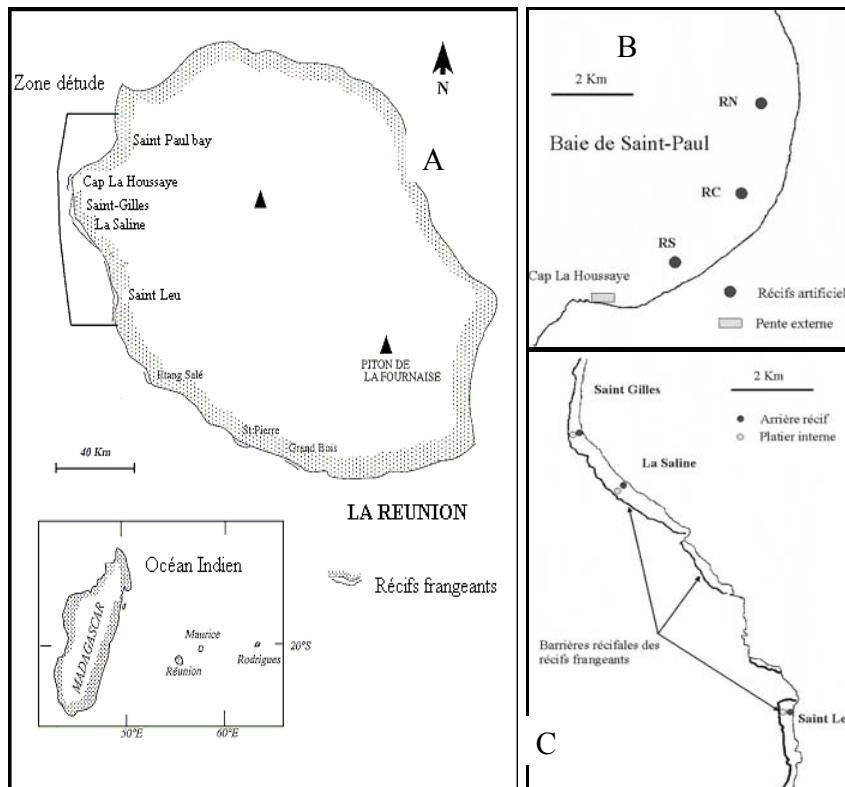 Zone détude
N
A
Saint Paul bay
Cap La Houssaye
Saint-Gilles
La Saline
Saint Leu
PITON DE
LA FOURNAISE
Etang Salé
St.Pierre
Grand Bois
40 Km
LA REUNION
Récifs frangeants
Océan Indien
MADAGASCAR
Maurice
Réunion
Rodrigues
20°S
50°E
60°E
B
2 Km
RN
Baie de Saint-Paul
RC
RS
Cap La Houssaye
Récifs artificiel
Pente externe
2 Km
Saint Gilles
Arrière récif
Platier interne
La Saline
Barrières récifales des
récifs frangeants
Saint Le
C